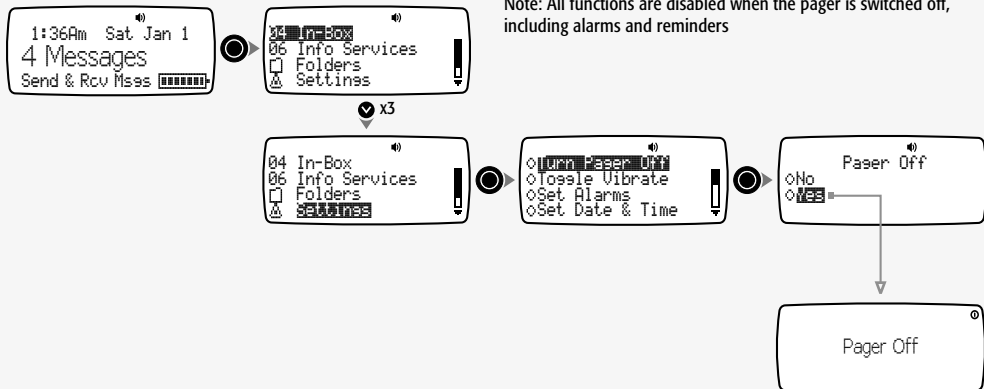 Note: All functions are disabled when the pager is switched off,
including alarms and reminders
1:36Am Sat Jan 1
4 Messages
Send & Rcv Msgs
04 In-Box
06 Info Services
Folders
Settings
x3
04 In-Box
06 Info Services
Folders
Settings
Turn Pager Off
Toggle Vibrate
Set Alarms
Set Date & Time
Pager Off
No
Yes
Pager Off